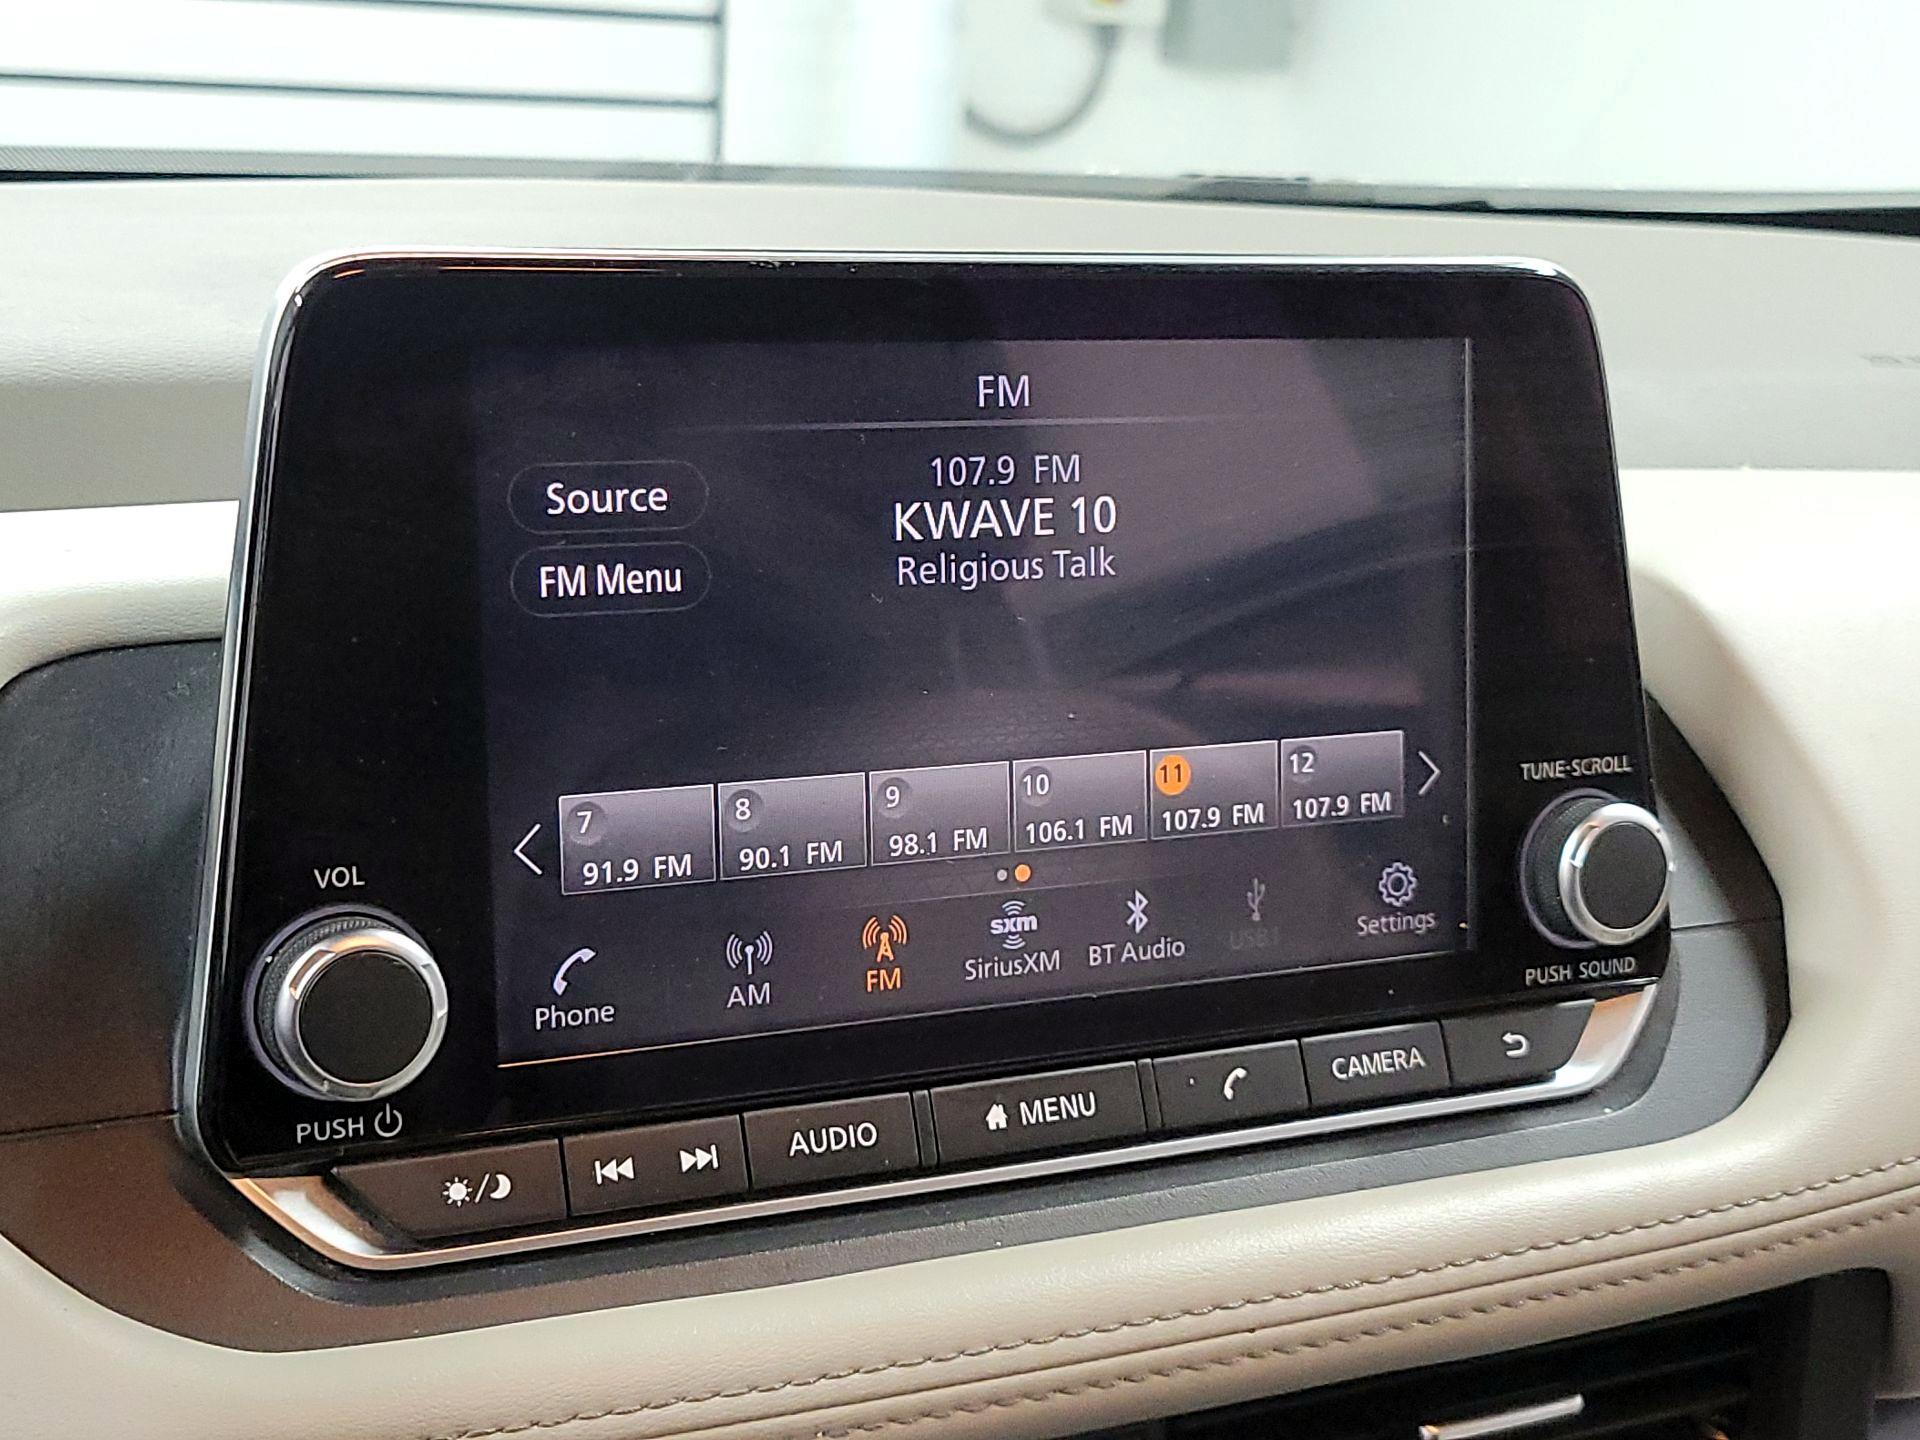 FM
107.9 FM
KWAVE 10
Religious Talk
Source
FM Menu
7
91.9 FM
8
90.1 FM
9
98.1 FM
10
106.1 FM
11
107.9 FM
12
107.9 FM
Phone
AM
FM
sxm
SiriusXM
BT Audio
Settings
VOL
PUSH
TUNE·SCROLL
PUSH SOUND
AUDIO
MENU
CAMERA